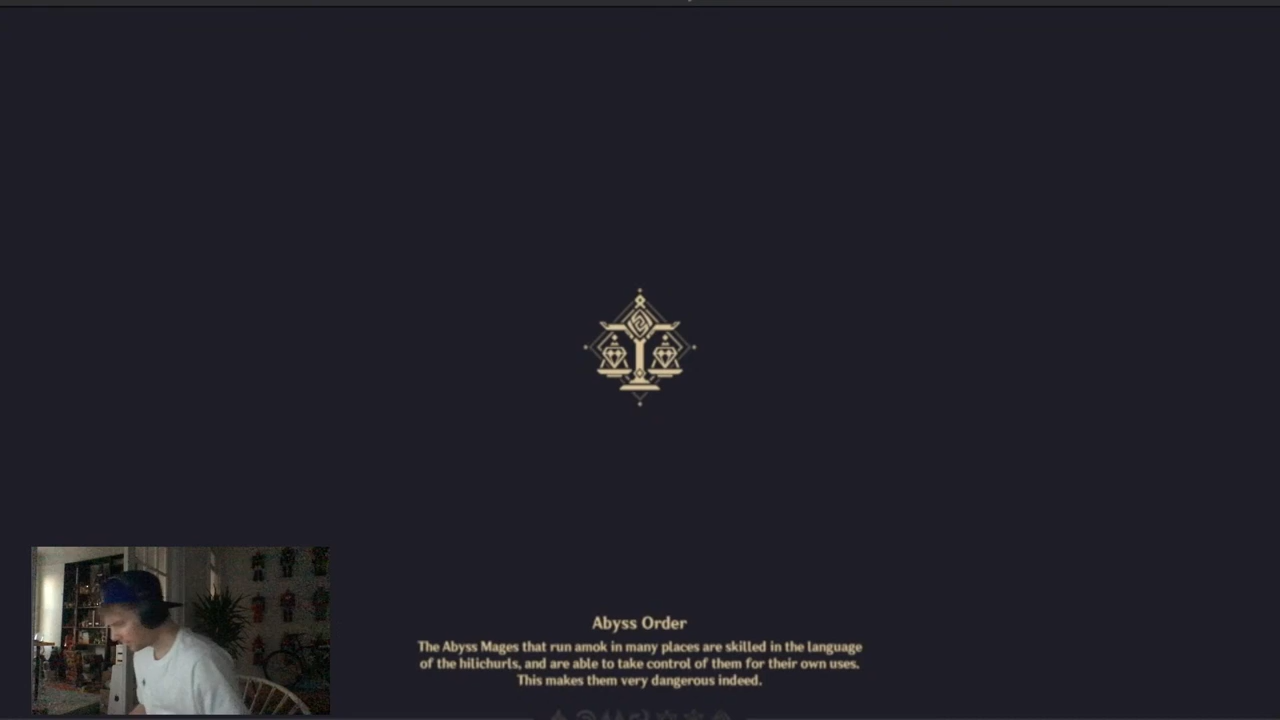 Abyss Order
The Abyss Mages that run amok in many places are skilled in the language
of the hilichurls, and are able to take control of them for their own uses.
This makes them very dangerous indeed.